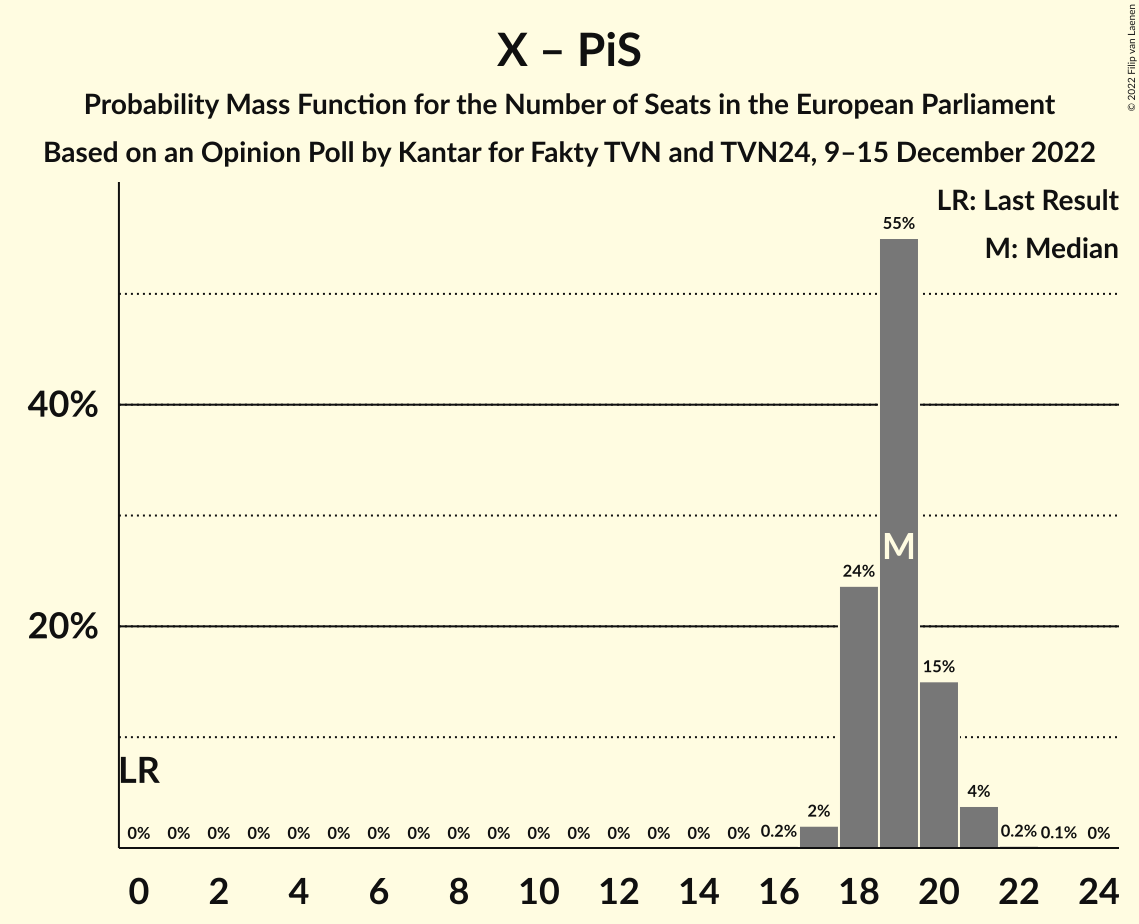 X – PiS
Probability Mass Function for the Number of Seats in the European Parliament
Based on an Opinion Poll by Kantar for Fakty TVN and TVN24, 9–15 December 2022
© 2022 Filip van Laenen
LR: Last Result
M: Median
55%
40%
M
24%
20%
15%
LR
4%
2%
0% 0% 0% 0% 0% 0% 0% 0% 0% 0% 0% 0% 0% 0% 0% 0% 0.2% 0.2% 0.1% 0%
0 2 4 6 8 10 12 14 16 18 20 22 24